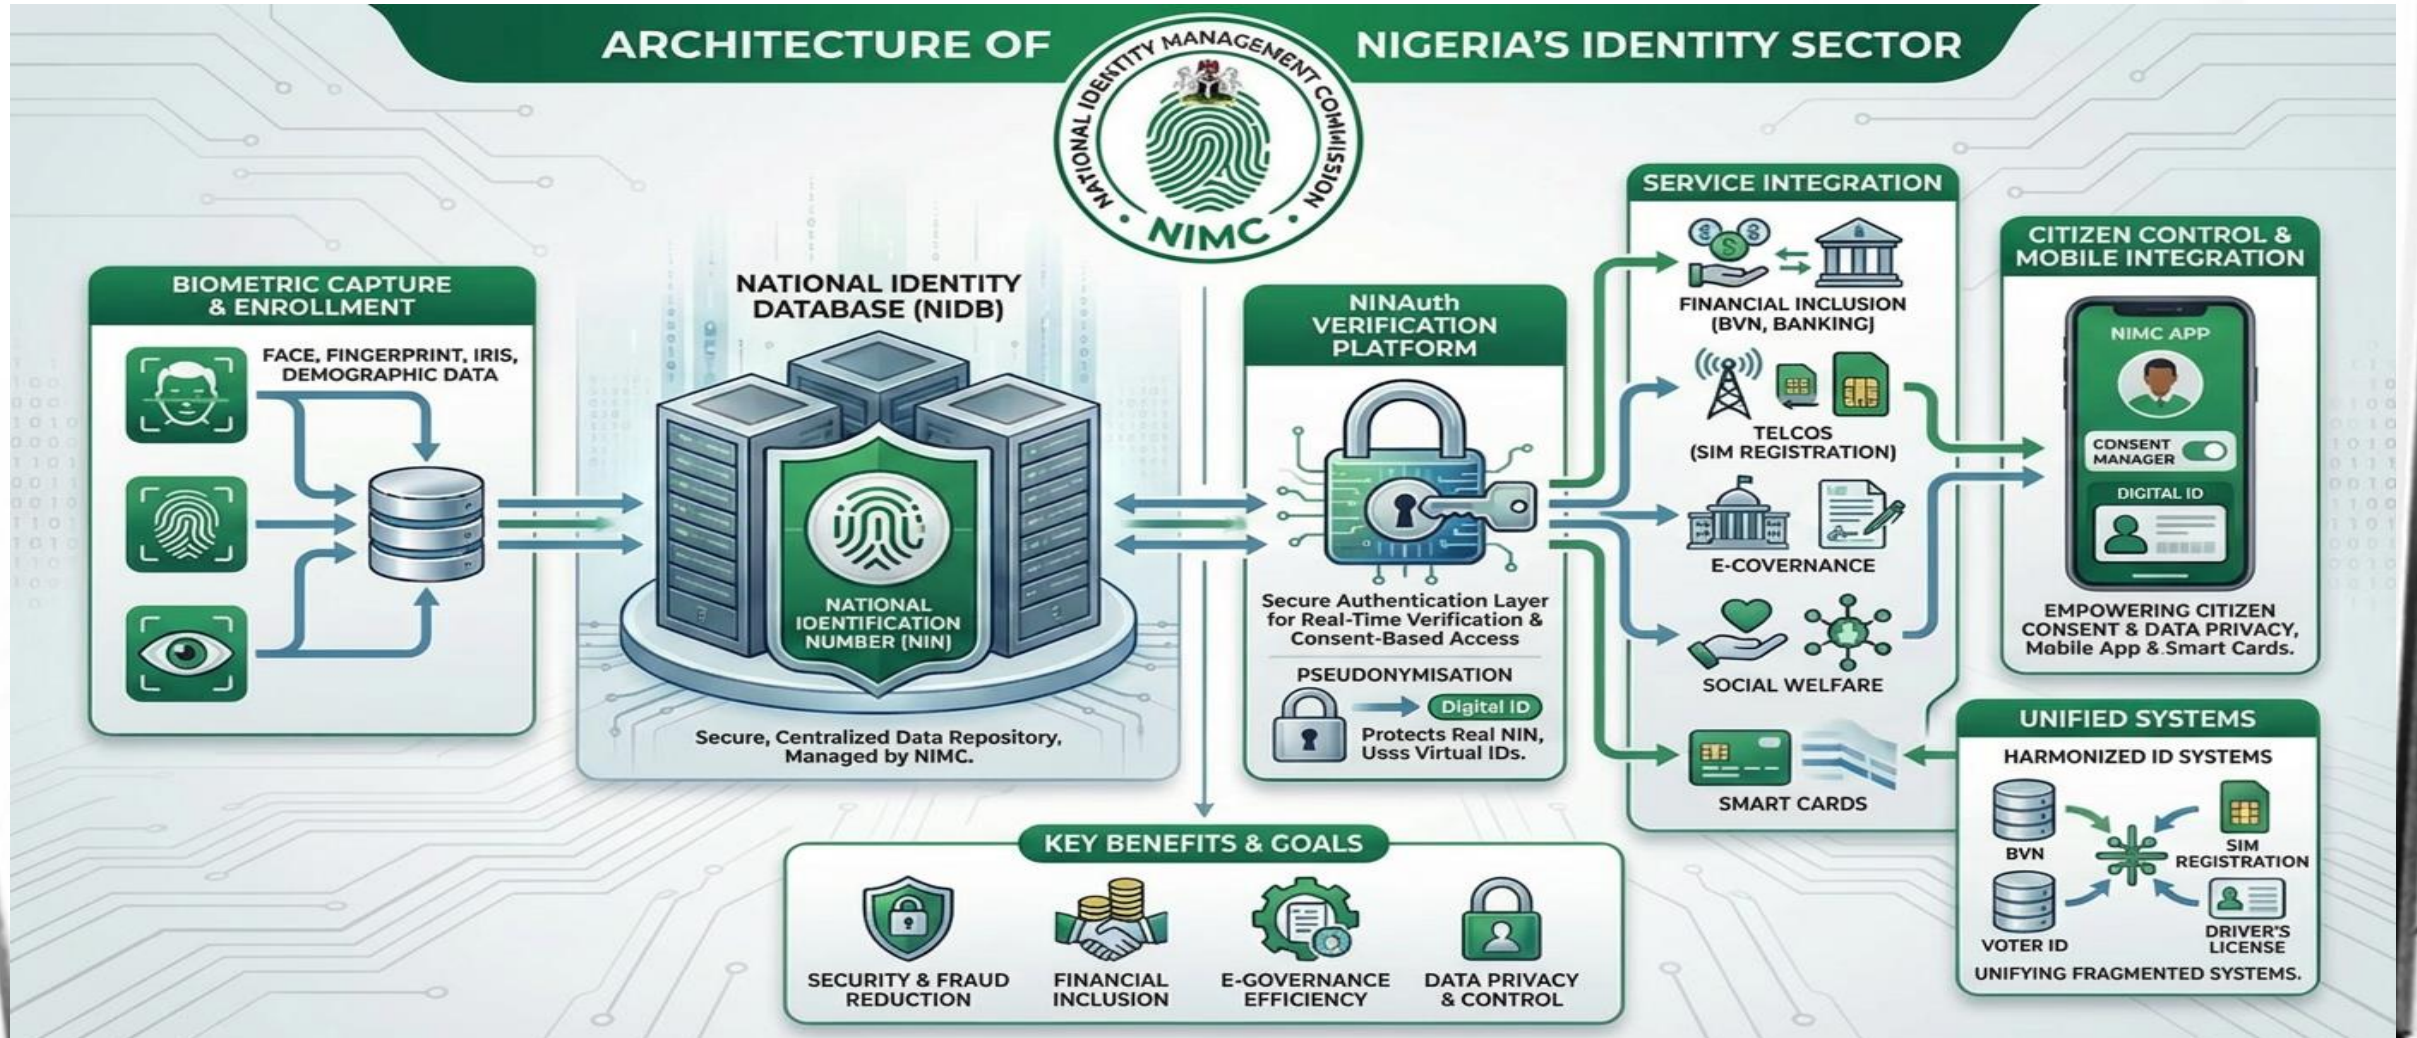 ARCHITECTURE OF
NATIONAL IDENTITY MANAGEMENT COMMISSION
NIMC
NIGERIA'S IDENTITY SECTOR
BIOMETRIC CAPTURE
& ENROLLMENT
FACE, FINGERPRINT, IRIS,
DEMOGRAPHIC DATA
NATIONAL IDENTITY
DATABASE (NIDB)
NATIONAL
IDENTIFICATION
NUMBER (NIN)
Secure, Centralized Data Repository,
Managed by NIMC.
NINAuth
VERIFICATION
PLATFORM
Secure Authentication Layer
for Real-Time Verification &
Consent-Based Access
PSEUDONYMISATION
Digital ID
Protects Real NIN,
Usss Virtual IDs.
SERVICE INTEGRATION
FINANCIAL INCLUSION
(BVN, BANKING)
TELCOS
(SIM REGISTRATION)
E-COVERNANCE
SOCIAL WELFARE
SMART CARDS
CITIZEN CONTROL &
MOBILE INTEGRATION
NIMC APP
CONSENT
MANAGER
DIGITAL ID
EMPOWERING CITIZEN
CONSENT & DATA PRIVACY,
Mobile App & Smart Cards.
UNIFIED SYSTEMS
HARMONIZED ID SYSTEMS
BVN
SIM
REGISTRATION
VOTER ID
DRIVER'S
LICENSE
UNIFYING FRAGMENTED SYSTEMS.
KEY BENEFITS & GOALS
SECURITY & FRAUD
REDUCTION
FINANCIAL
INCLUSION
E-GOVERNANCE
EFFICIENCY
DATA PRIVACY
& CONTROL